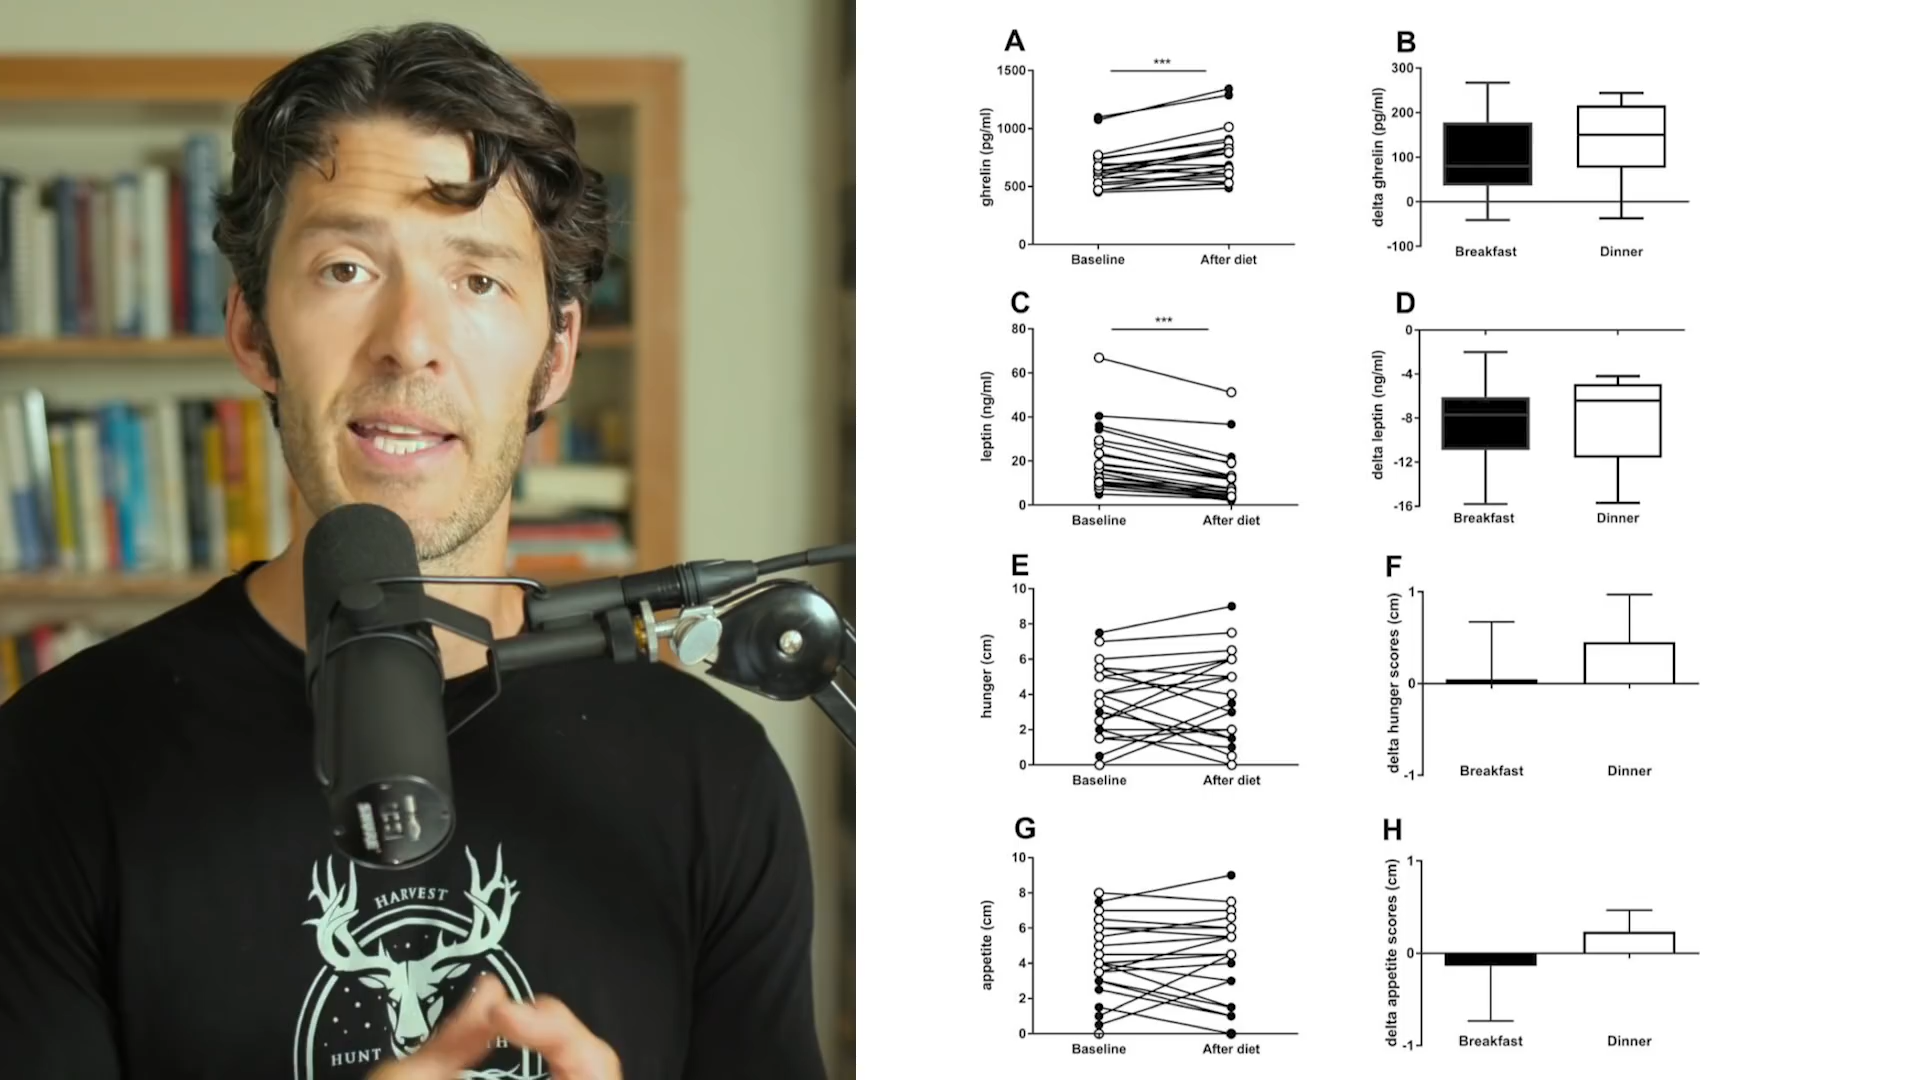 HARVEST
HUNT
A
***
ghrelin (pg/ml)
1500
1000
500
0
Baseline
After diet
B
delta ghrelin (pg/ml)
300
200
100
0
-100
Breakfast
Dinner
C
***
leptin (ng/ml)
80
60
40
20
0
Baseline
After diet
D
delta leptin (ng/ml)
0
-4
-8
-12
-16
Breakfast
Dinner
E
hunger (cm)
10
8
6
4
2
0
Baseline
After diet
F
delta hunger scores (cm)
1
0
-1
Breakfast
Dinner
G
appetite (cm)
10
8
6
4
2
0
Baseline
After diet
H
delta appetite scores (cm)
1
0
-1
Breakfast
Dinner